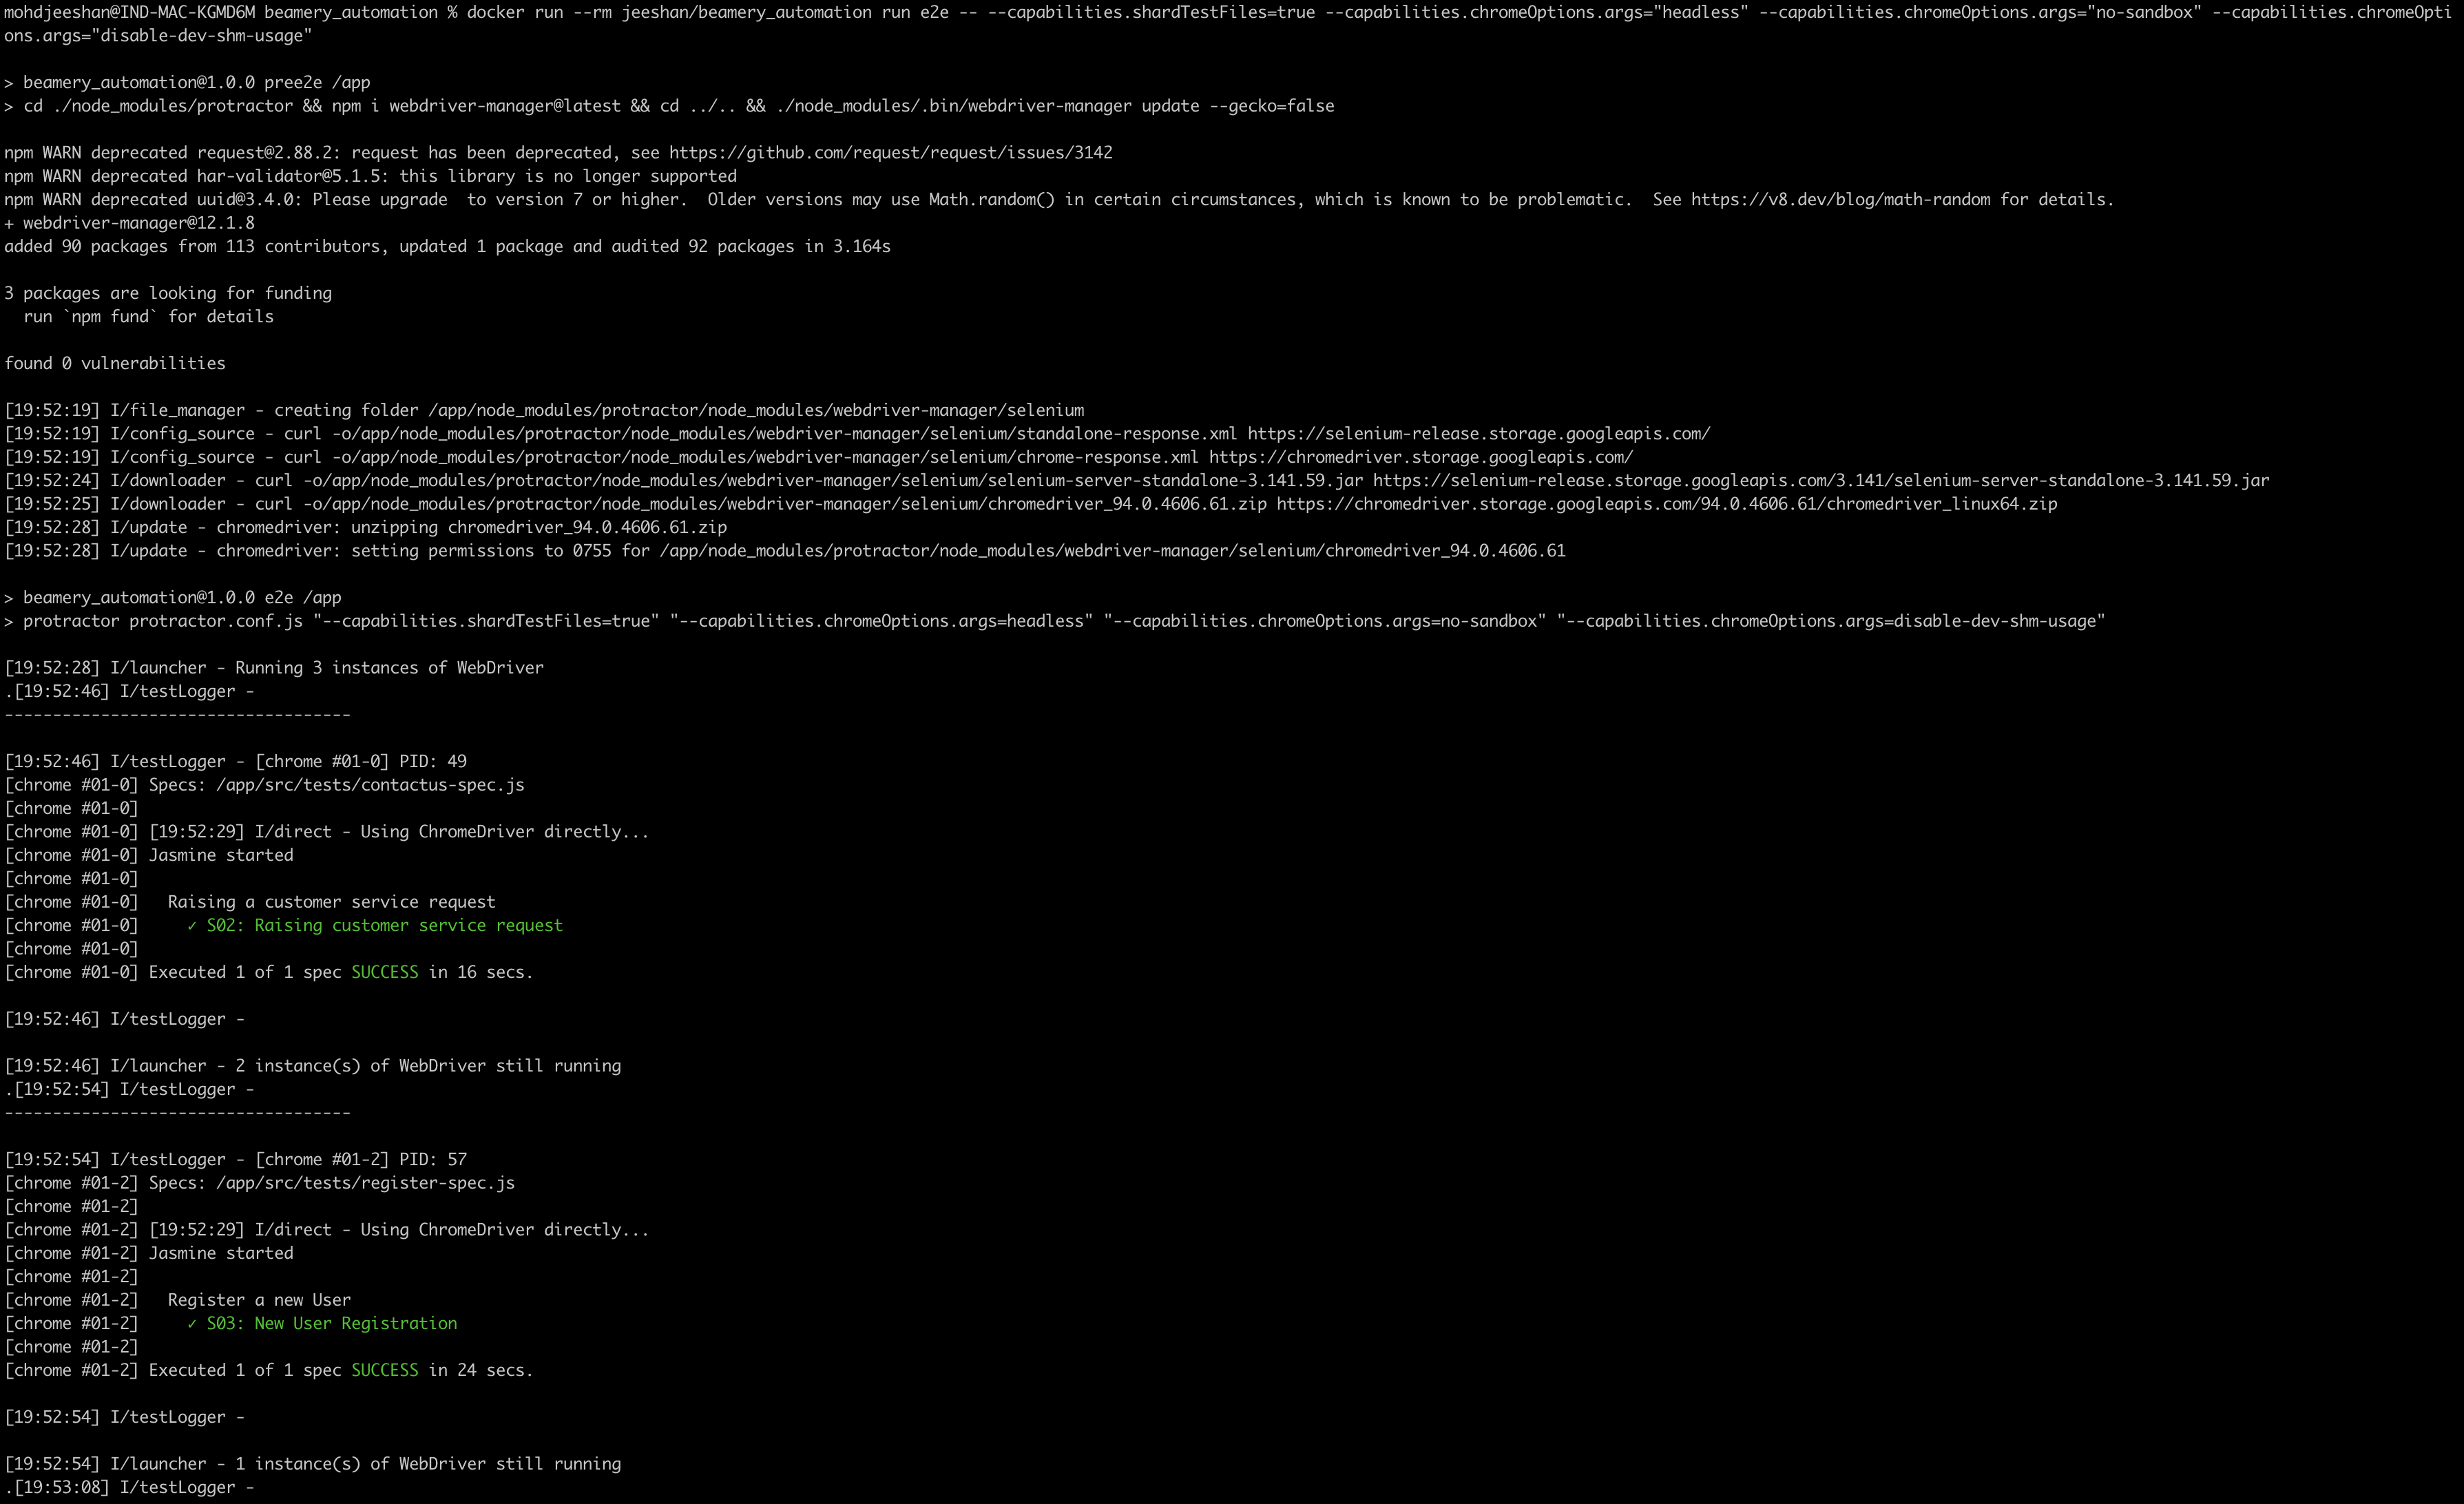 mohdjeeshan@IND-MAC-KGMD6M beamery_automation % docker run --rm jeeshan/beamery_automation run e2e -- --capabilities.shardTestFiles=true --capabilities.chromeOptions.args="headless" --capabilities.chromeOptions.args="no-sandbox" --capabilities.chromeOpti
ons.args="disable-dev-shm-usage"
> beamery_automation@1.0.0 pree2e /app
> cd ./node_modules/protractor && npm i webdriver-manager@latest && cd ../.. && ./node_modules/.bin/webdriver-manager update --gecko=false
npm WARN deprecated request@2.88.2: request has been deprecated, see https://github.com/request/request/issues/3142
npm WARN deprecated har-validator@5.1.5: this library is no longer supported
npm WARN deprecated uuid@3.4.0: Please upgrade  to version 7 or higher.  Older versions may use Math.random() in certain circumstances, which is known to be problematic.  See https://v8.dev/blog/math-random for details.
+ webdriver-manager@12.1.8
added 90 packages from 113 contributors, updated 1 package and audited 92 packages in 3.164s
3 packages are looking for funding
  run `npm fund` for details
found 0 vulnerabilities
[19:52:19] I/file_manager - creating folder /app/node_modules/protractor/node_modules/webdriver-manager/selenium
[19:52:19] I/config_source - curl -o/app/node_modules/protractor/node_modules/webdriver-manager/selenium/standalone-response.xml https://selenium-release.storage.googleapis.com/
[19:52:19] I/config_source - curl -o/app/node_modules/protractor/node_modules/webdriver-manager/selenium/chrome-response.xml https://chromedriver.storage.googleapis.com/
[19:52:24] I/downloader - curl -o/app/node_modules/protractor/node_modules/webdriver-manager/selenium/selenium-server-standalone-3.141.59.jar https://selenium-release.storage.googleapis.com/3.141/selenium-server-standalone-3.141.59.jar
[19:52:25] I/downloader - curl -o/app/node_modules/protractor/node_modules/webdriver-manager/selenium/chromedriver_94.0.4606.61.zip https://chromedriver.storage.googleapis.com/94.0.4606.61/chromedriver_linux64.zip
[19:52:28] I/update - chromedriver: unzipping chromedriver_94.0.4606.61.zip
[19:52:28] I/update - chromedriver: setting permissions to 0755 for /app/node_modules/protractor/node_modules/webdriver-manager/selenium/chromedriver_94.0.4606.61
> beamery_automation@1.0.0 e2e /app
> protractor protractor.conf.js "--capabilities.shardTestFiles=true" "--capabilities.chromeOptions.args=headless" "--capabilities.chromeOptions.args=no-sandbox" "--capabilities.chromeOptions.args=disable-dev-shm-usage"
[19:52:28] I/launcher - Running 3 instances of WebDriver
.[19:52:46] I/testLogger -
------------------------------------
[19:52:46] I/testLogger - [chrome #01-0] PID: 49
[chrome #01-0] Specs: /app/src/tests/contactus-spec.js
[chrome #01-0]
[chrome #01-0] [19:52:29] I/direct - Using ChromeDriver directly...
[chrome #01-0] Jasmine started
[chrome #01-0]
[chrome #01-0]   Raising a customer service request
[chrome #01-0]     ✓ S02: Raising customer service request
[chrome #01-0]
[chrome #01-0] Executed 1 of 1 spec SUCCESS in 16 secs.
[19:52:46] I/testLogger -
[19:52:46] I/launcher - 2 instance(s) of WebDriver still running
.[19:52:54] I/testLogger -
------------------------------------
[19:52:54] I/testLogger - [chrome #01-2] PID: 57
[chrome #01-2] Specs: /app/src/tests/register-spec.js
[chrome #01-2]
[chrome #01-2] [19:52:29] I/direct - Using ChromeDriver directly...
[chrome #01-2] Jasmine started
[chrome #01-2]
[chrome #01-2]   Register a new User
[chrome #01-2]     ✓ S03: New User Registration
[chrome #01-2]
[chrome #01-2] Executed 1 of 1 spec SUCCESS in 24 secs.
[19:52:54] I/testLogger -
[19:52:54] I/launcher - 1 instance(s) of WebDriver still running
.[19:53:08] I/testLogger -